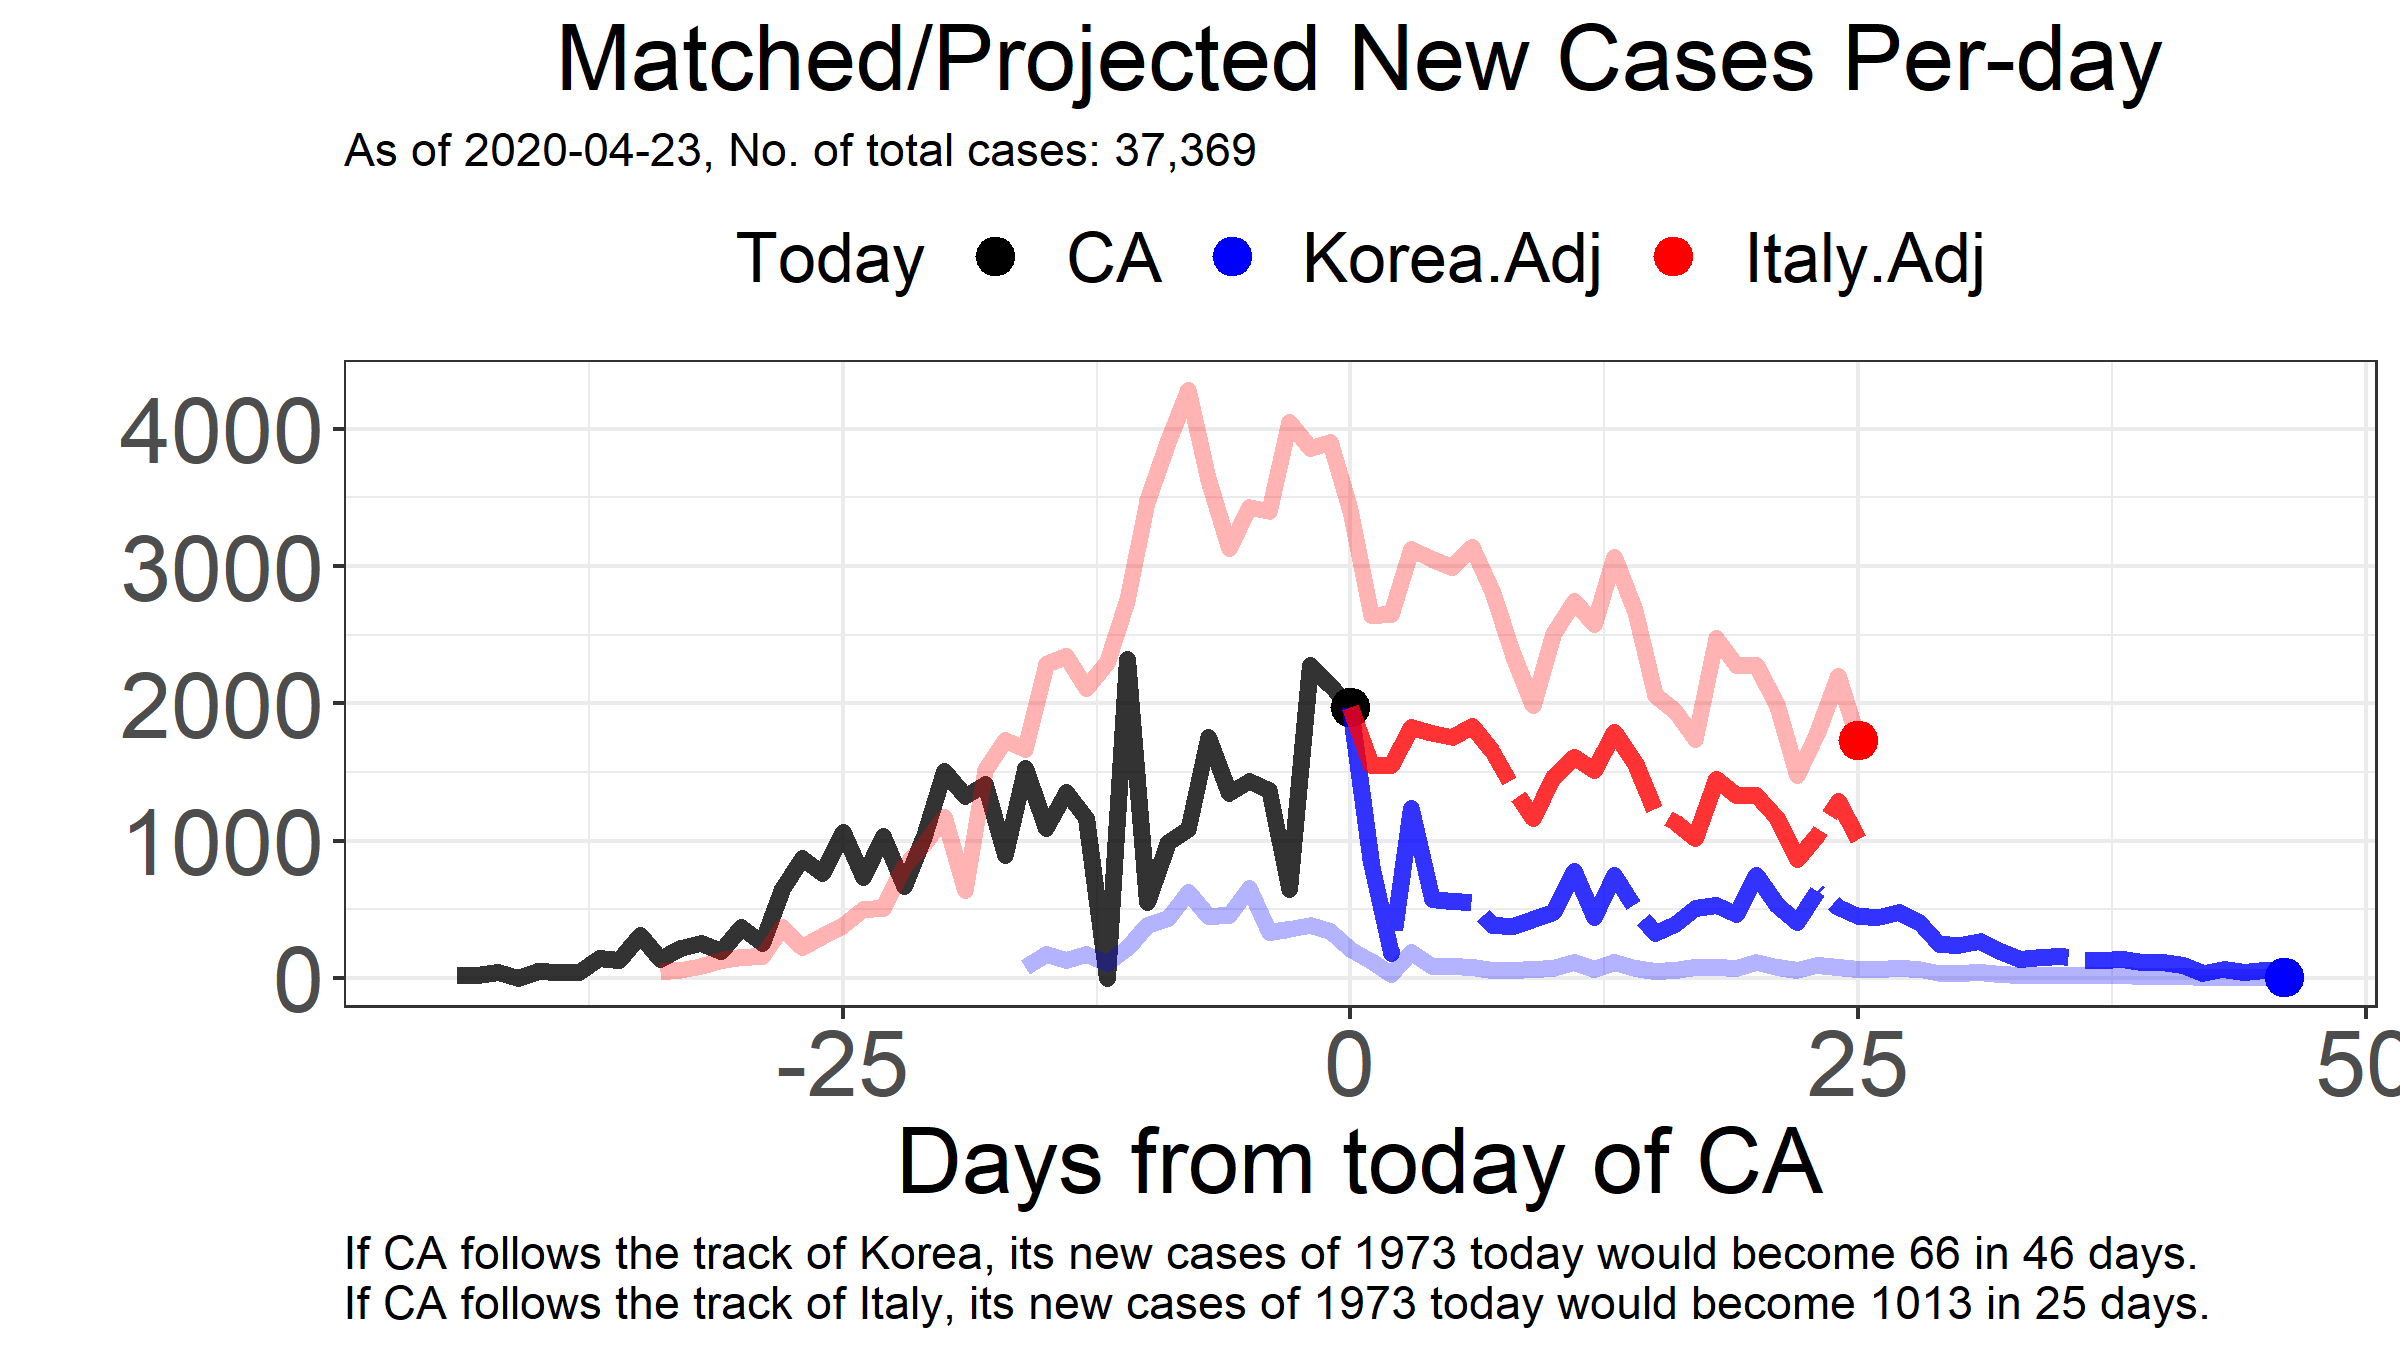 Matched/Projected New Cases Per-day
As of 2020-04-23, No. of total cases: 37,369
Today CA Korea.Adj Italy.Adj
4000
3000
2000
1000
0
-25 0 25 50
Days from today of CA
If CA follows the track of Korea, its new cases of 1973 today would become 66 in 46 days.
If CA follows the track of Italy, its new cases of 1973 today would become 1013 in 25 days.